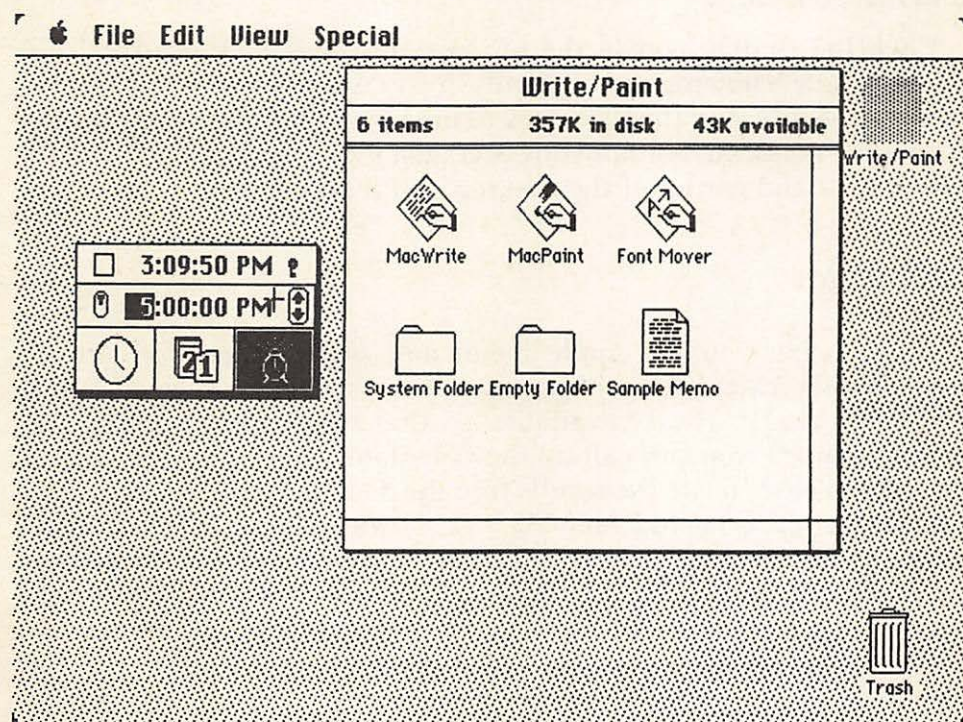 File Edit View Special
Write/Paint
6 items 357K in disk 43K available
Write/Paint
MacWrite MacPaint Font Mover
3:09:50 PM
5:00:00 PM
21
System Folder Empty Folder Sample Memo
Trash